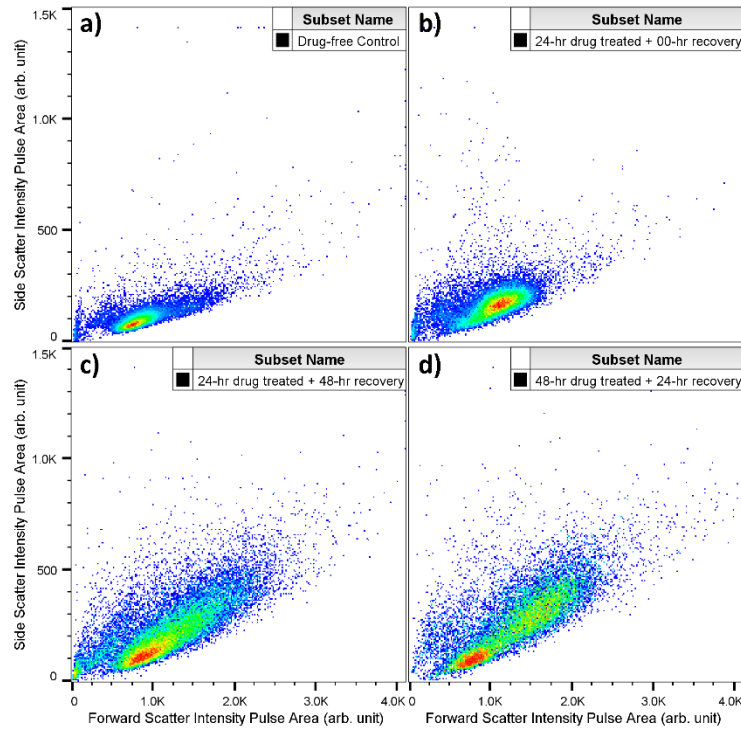 a)
Subset Name
Drug-free Control
b)
Subset Name
24-hr drug treated + 00-hr recovery
1.5K
1.0K
500
0
Side Scatter Intensity Pulse Area (arb. unit)
c)
Subset Name
24-hr drug treated + 48-hr recovery
d)
Subset Name
48-hr drug treated + 24-hr recovery
1.5K
1.0K
500
0
Side Scatter Intensity Pulse Area (arb. unit)
0 1.0K 2.0K 3.0K 4.0K
0 1.0K 2.0K 3.0K 4.0K
Forward Scatter Intensity Pulse Area (arb. unit)
Forward Scatter Intensity Pulse Area (arb. unit)